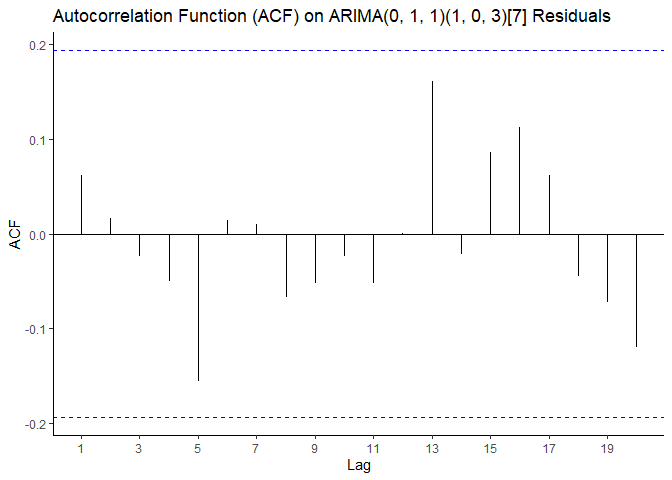 Autocorrelation Function (ACF) on ARIMA(0, 1, 1)(1, 0, 3)[7] Residuals
0.2
0.1
0.0
-0.1
-0.2
ACF
1 3 5 7 9 11 13 15 17 19
Lag